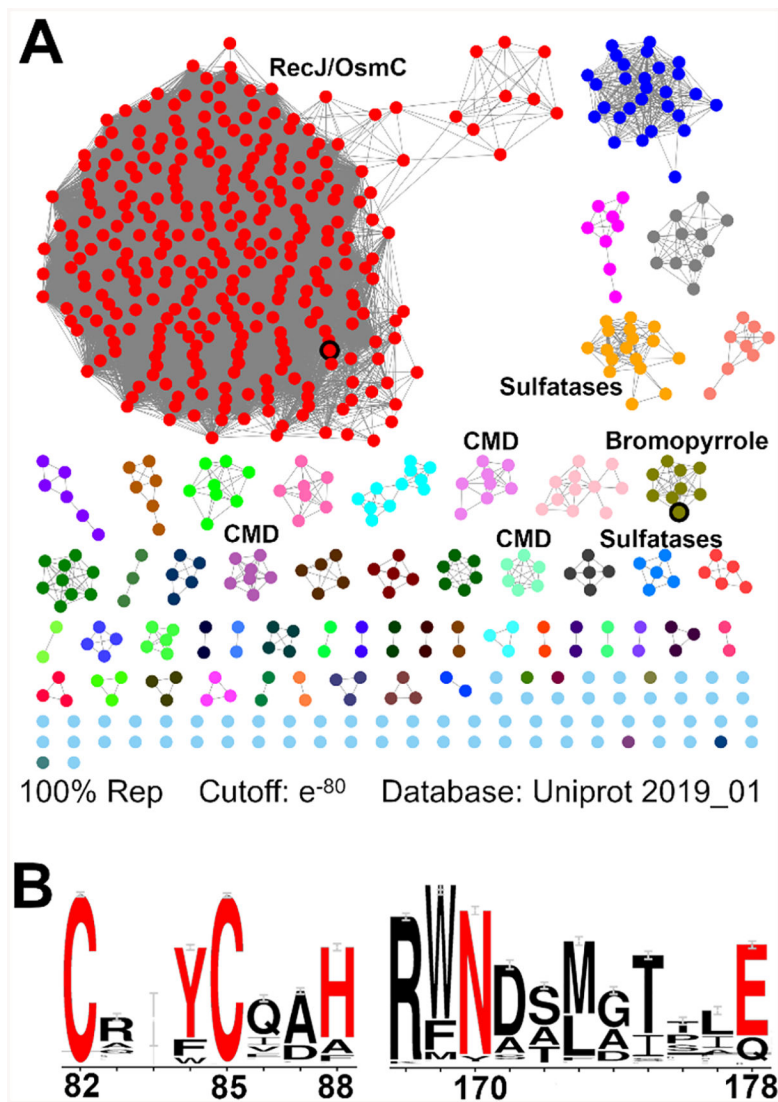 A
RecJ/OsmC
Sulfatases
CMD
Bromopyrrole
CMD
CMD
Sulfatases
100% Rep Cutoff: e-80 Database: Uniprot 2019_01
B
C R Y C Q A H R W N D S M G T L E
A F D A F A T L A I Q
82 85 88 170 178